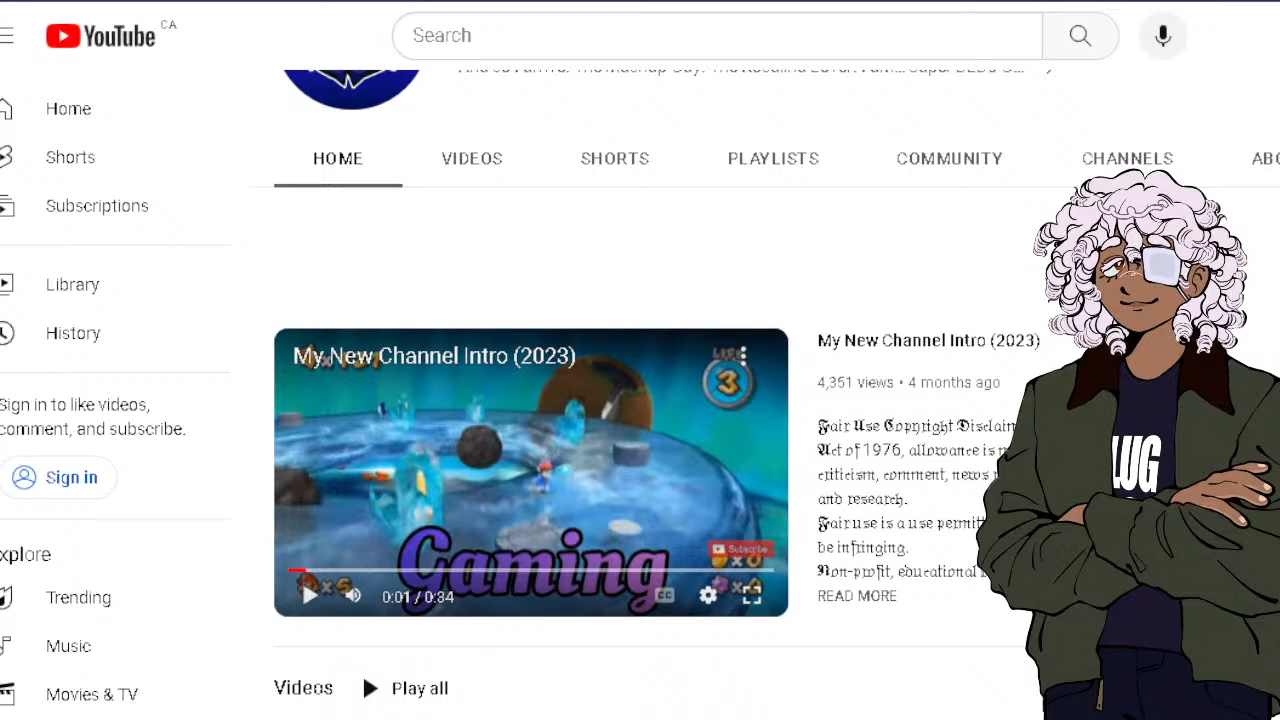 YouTube CA
Search
Home
Shorts
Subscriptions
Library
History
Sign in to like videos,
comment, and subscribe.
Sign in
xplore
Trending
Music
Movies & TV
HOME VIDEOS SHORTS PLAYLISTS COMMUNITY CHANNELS ABO
My New Channel Intro (2023)
3
Gaming
Subscribe
0:01 / 0:34
CC
My New Channel Intro (2023)
4,351 views • 4 months ago
Fair Use Copyright Disclaim
Act of 1976, allowance is m
criticism, comment, news r
and research.
Fair use is a use permitt
be infringing.
Non-profit, educational
READ MORE
LUG
Videos Play all